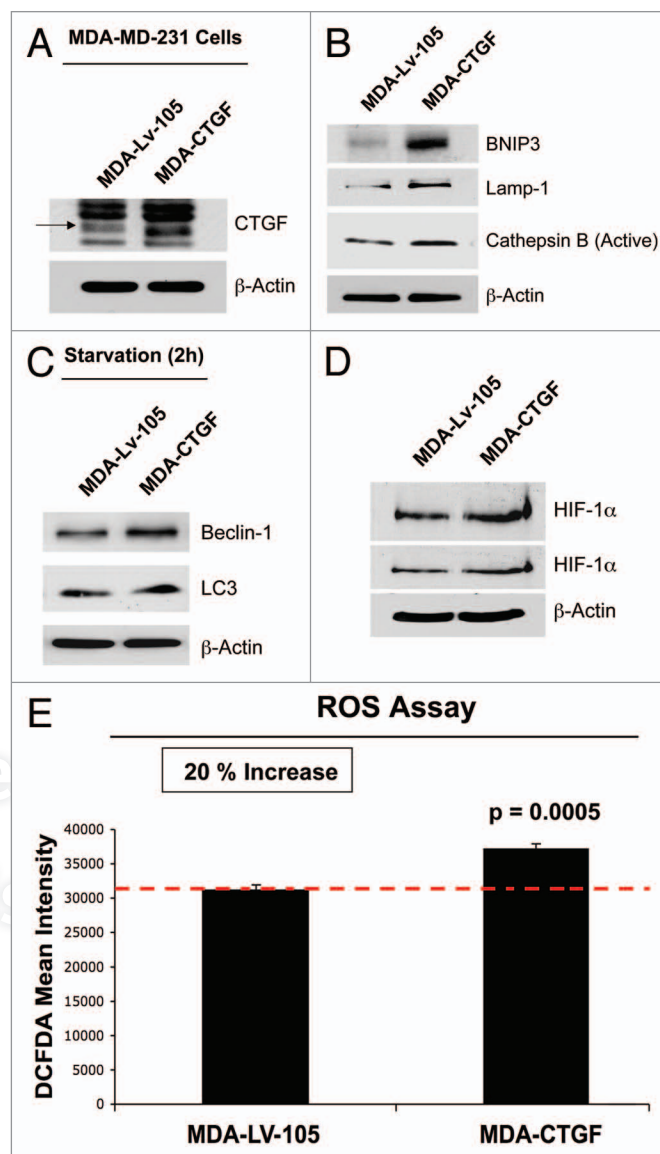 A
MDA-MD-231 Cells
MDA-Lv-105
MDA-CTGF
CTGF
β-Actin
B
MDA-Lv-105
MDA-CTGF
BNIP3
Lamp-1
Cathepsin B (Active)
β-Actin
C
Starvation (2h)
MDA-Lv-105
MDA-CTGF
Beclin-1
LC3
β-Actin
D
MDA-Lv-105
MDA-CTGF
HIF-1α
HIF-1α
β-Actin
E
ROS Assay
20 % Increase
p = 0.0005
DCFDA Mean Intensity
40000
35000
30000
25000
20000
15000
10000
5000
0
MDA-LV-105
MDA-CTGF